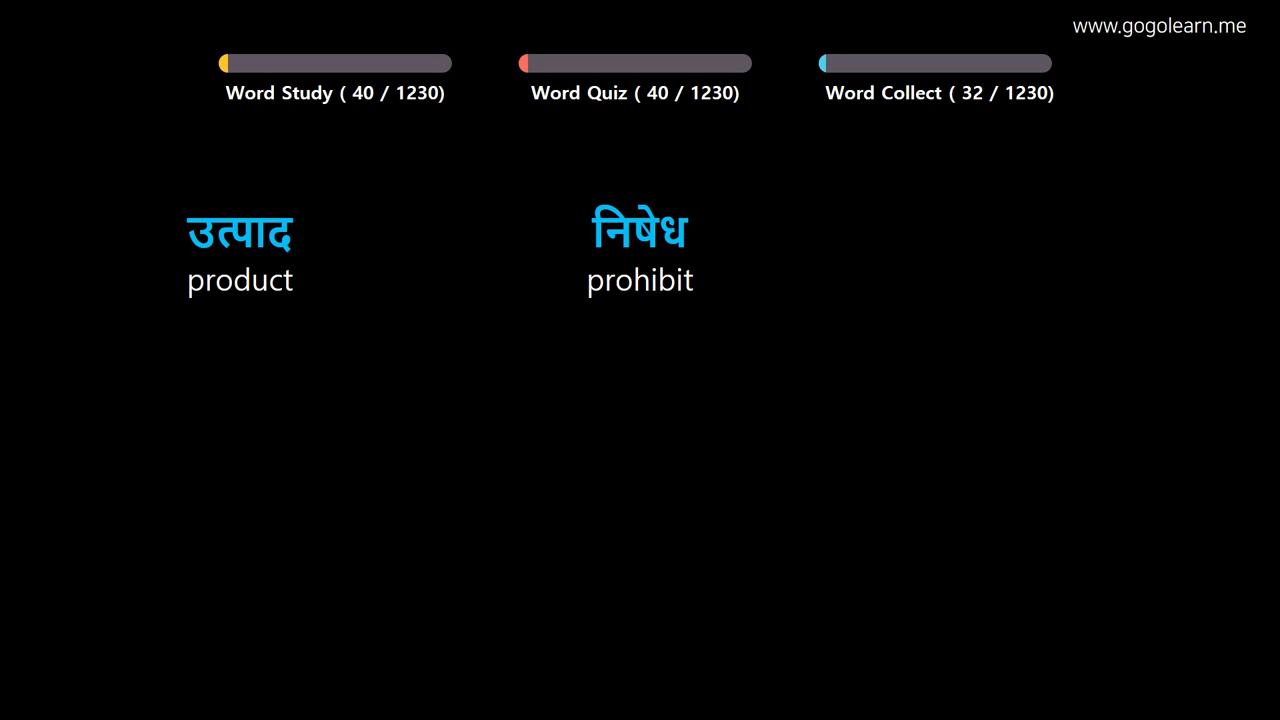 www.gogolearn.me
Word Study ( 40 / 1230)
Word Quiz ( 40 / 1230)
Word Collect ( 32 / 1230)
उत्पाद
product
निषेध
prohibit